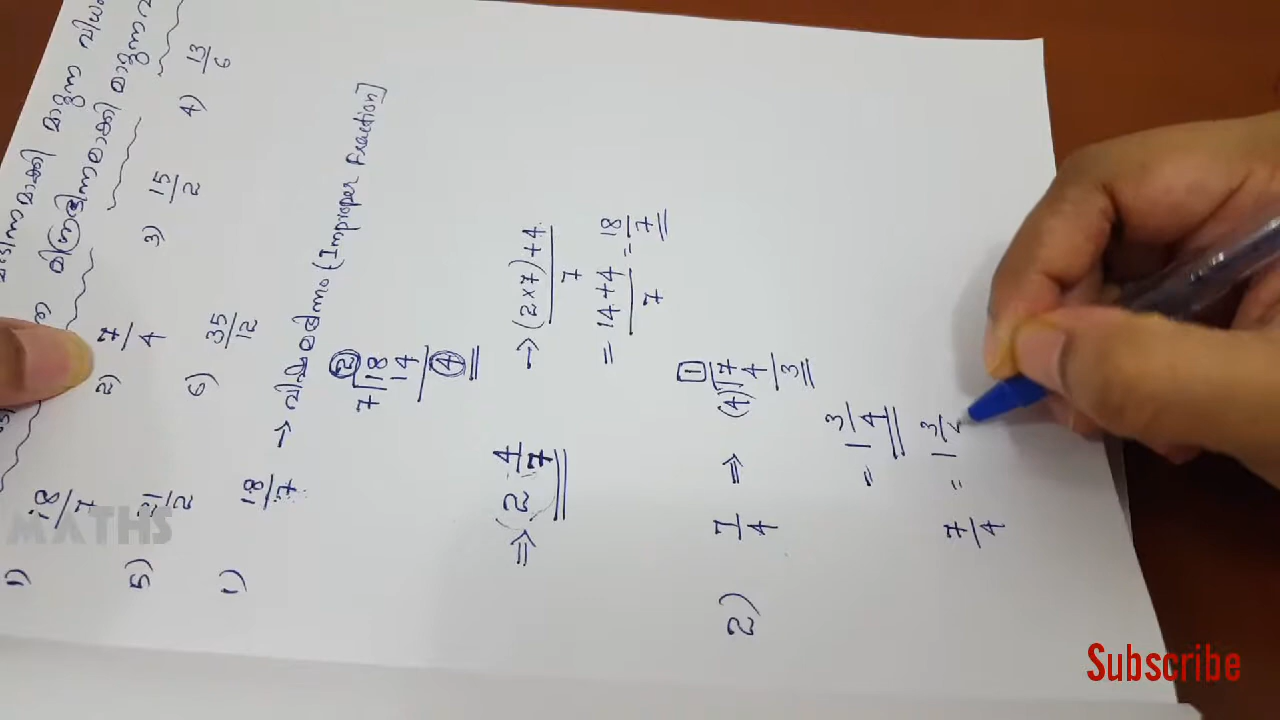 മാക്കി മാറ്റുന്ന
മിശ്രഭിന്നമാക്കി മാറ്റുന്ന
1) 18/7 2) 7/4 3) 15/2 4) 13/6
5) 21/2 6) 35/12
1) 18/7 → വിഷമഭിന്നം (Improper Fraction]
2
7 18
14
4
⇒ 2 4/7 → (2×7)+4/7
= 14+4/7 = 18/7
2) 7/4 ⇒ 1
4 7
4
3
= 1 3/4
7/4 = 1 3/
MATHS
Subscribe